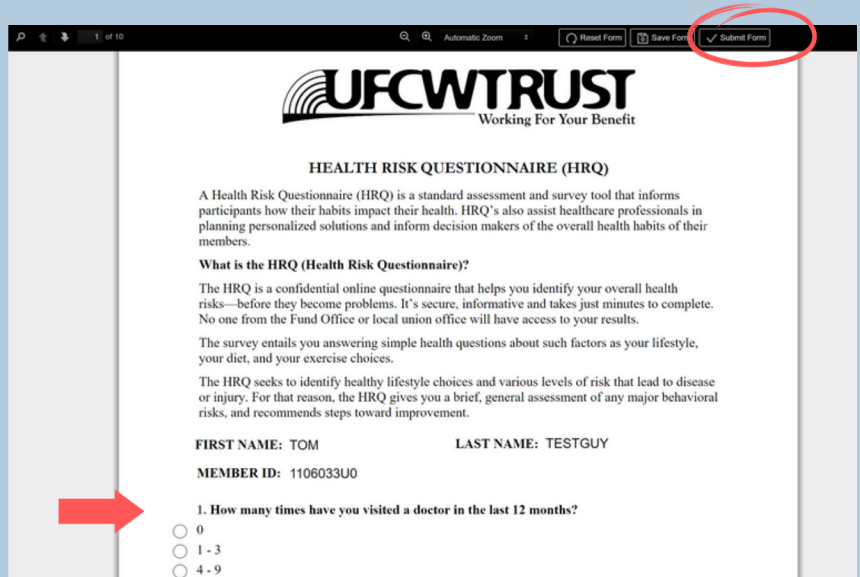 1 of 10 Automatic Zoom Reset Form Save Form Submit Form
UFCWTRUST
Working For Your Benefit
HEALTH RISK QUESTIONNAIRE (HRQ)
A Health Risk Questionnaire (HRQ) is a standard assessment and survey tool that informs
participants how their habits impact their health. HRQ's also assist healthcare professionals in
planning personalized solutions and inform decision makers of the overall health habits of their
members.
What is the HRQ (Health Risk Questionnaire)?
The HRQ is a confidential online questionnaire that helps you identify your overall health
risks—before they become problems. It's secure, informative and takes just minutes to complete.
No one from the Fund Office or local union office will have access to your results.
The survey entails you answering simple health questions about such factors as your lifestyle,
your diet, and your exercise choices.
The HRQ seeks to identify healthy lifestyle choices and various levels of risk that lead to disease
or injury. For that reason, the HRQ gives you a brief, general assessment of any major behavioral
risks, and recommends steps toward improvement.
FIRST NAME: TOM LAST NAME: TESTGUY
MEMBER ID: 1106033U0
1. How many times have you visited a doctor in the last 12 months?
0
1 - 3
4 - 9